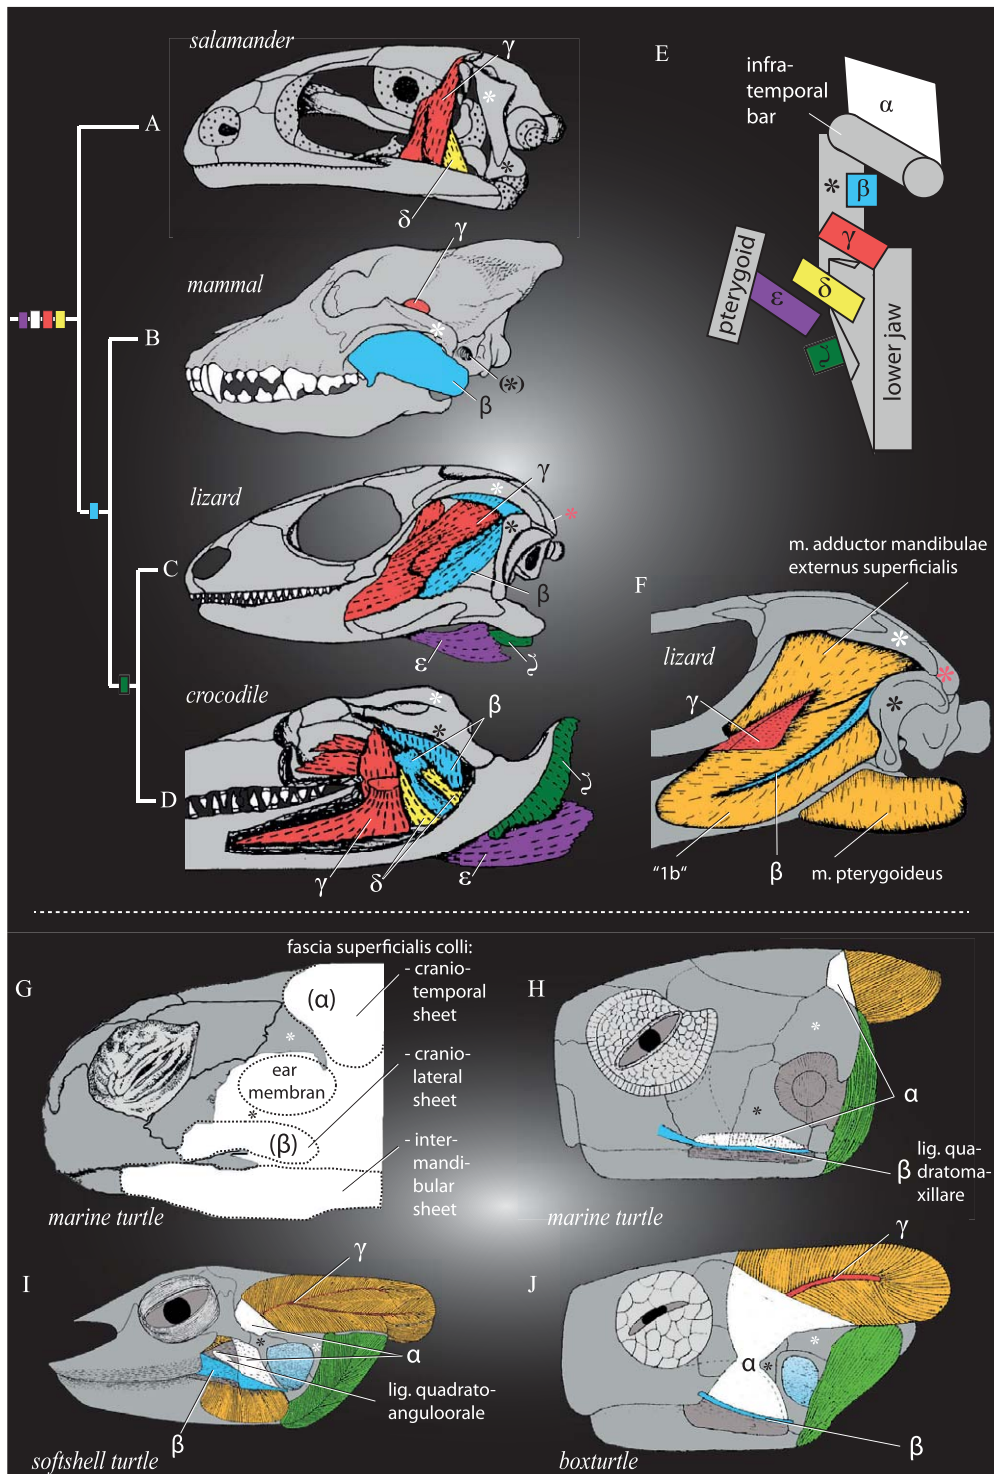 salamander
γ
A
δ
γ
mammal
B
*
(*)
β
lizard
γ
*
*
*
C
β
ε
ζ
crocodile
*
*
β
D
ζ
γ
δ
ε
E
infra-
temporal
bar
α
*
β
γ
δ
ε
ζ
pterygoid
lower jaw
m. adductor mandibulae
externus superficialis
F
lizard
*
*
*
γ
"1b"
β
m. pterygoideus
fascia superficialis colli:
G
(α)
- cranio-
temporal
sheet
*
ear
membran
- cranio-
lateral
sheet
*
(β)
- inter-
mandi-
bular
sheet
marine turtle
H
*
*
α
β
lig. qua-
dratoma-
xillare
marine turtle
I
γ
*
*
α
lig. quadrato-
anguloorale
β
softshell turtle
J
γ
*
α
*
β
boxturtle